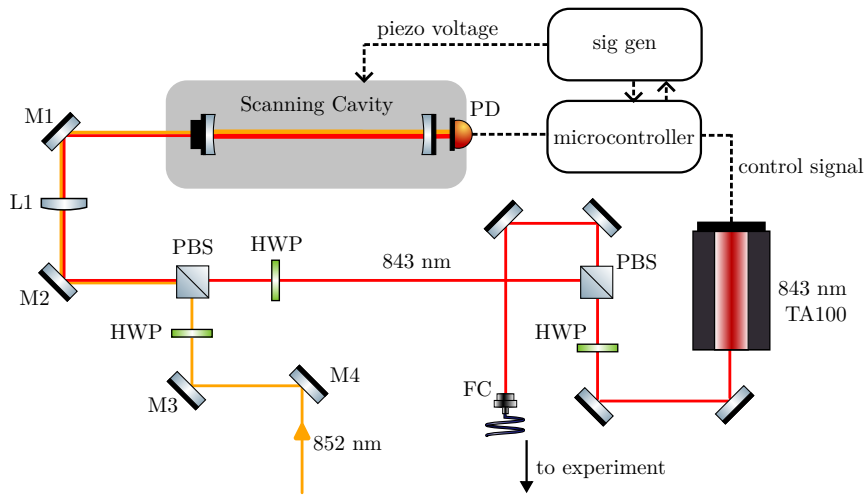 piezo voltage
sig gen
Scanning Cavity
PD
M1
microcontroller
control signal
L1
PBS
HWP
843 nm
PBS
M2
843 nm
TA100
HWP
HWP
M3
M4
FC
852 nm
to experiment